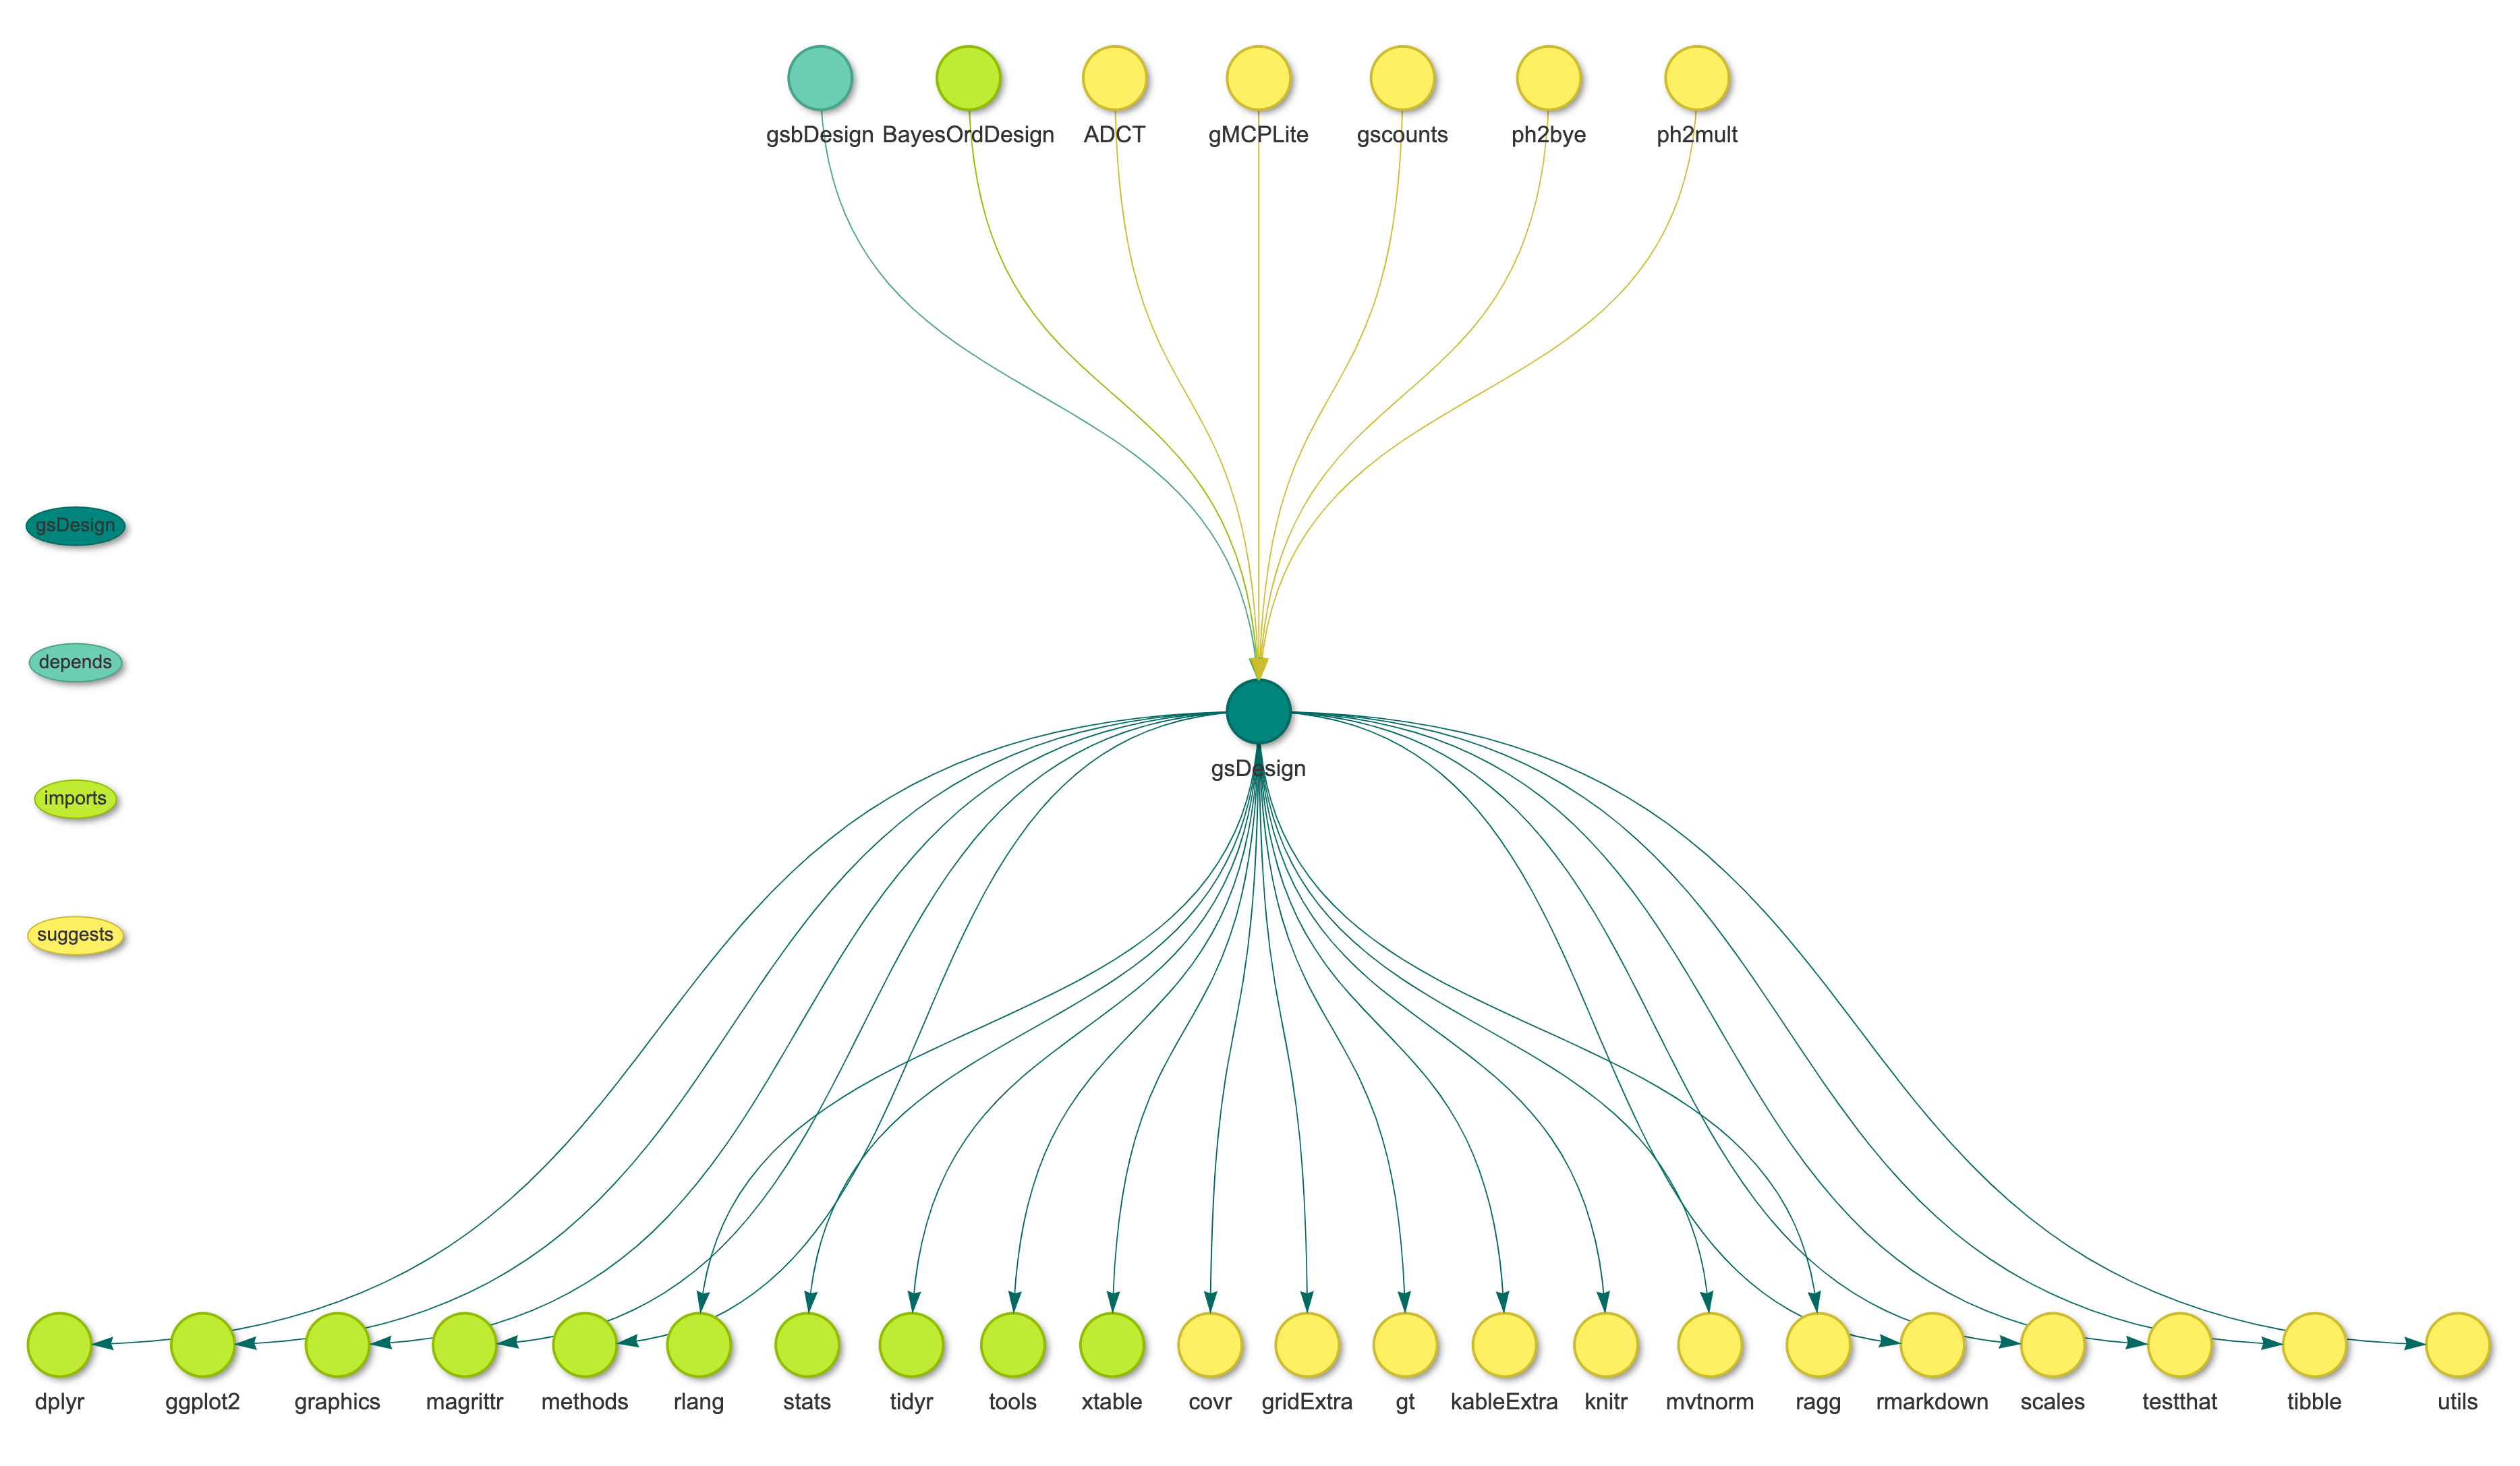 gsbDesign
BayesOrdDesign
ADCT
gMCPLite
gscounts
ph2bye
ph2mult
gsDesign
depends
imports
suggests
gsDesign
dplyr
ggplot2
graphics
magrittr
methods
rlang
stats
tidyr
tools
xtable
covr
gridExtra
gt
kableExtra
knitr
mvtnorm
ragg
rmarkdown
scales
testthat
tibble
utils